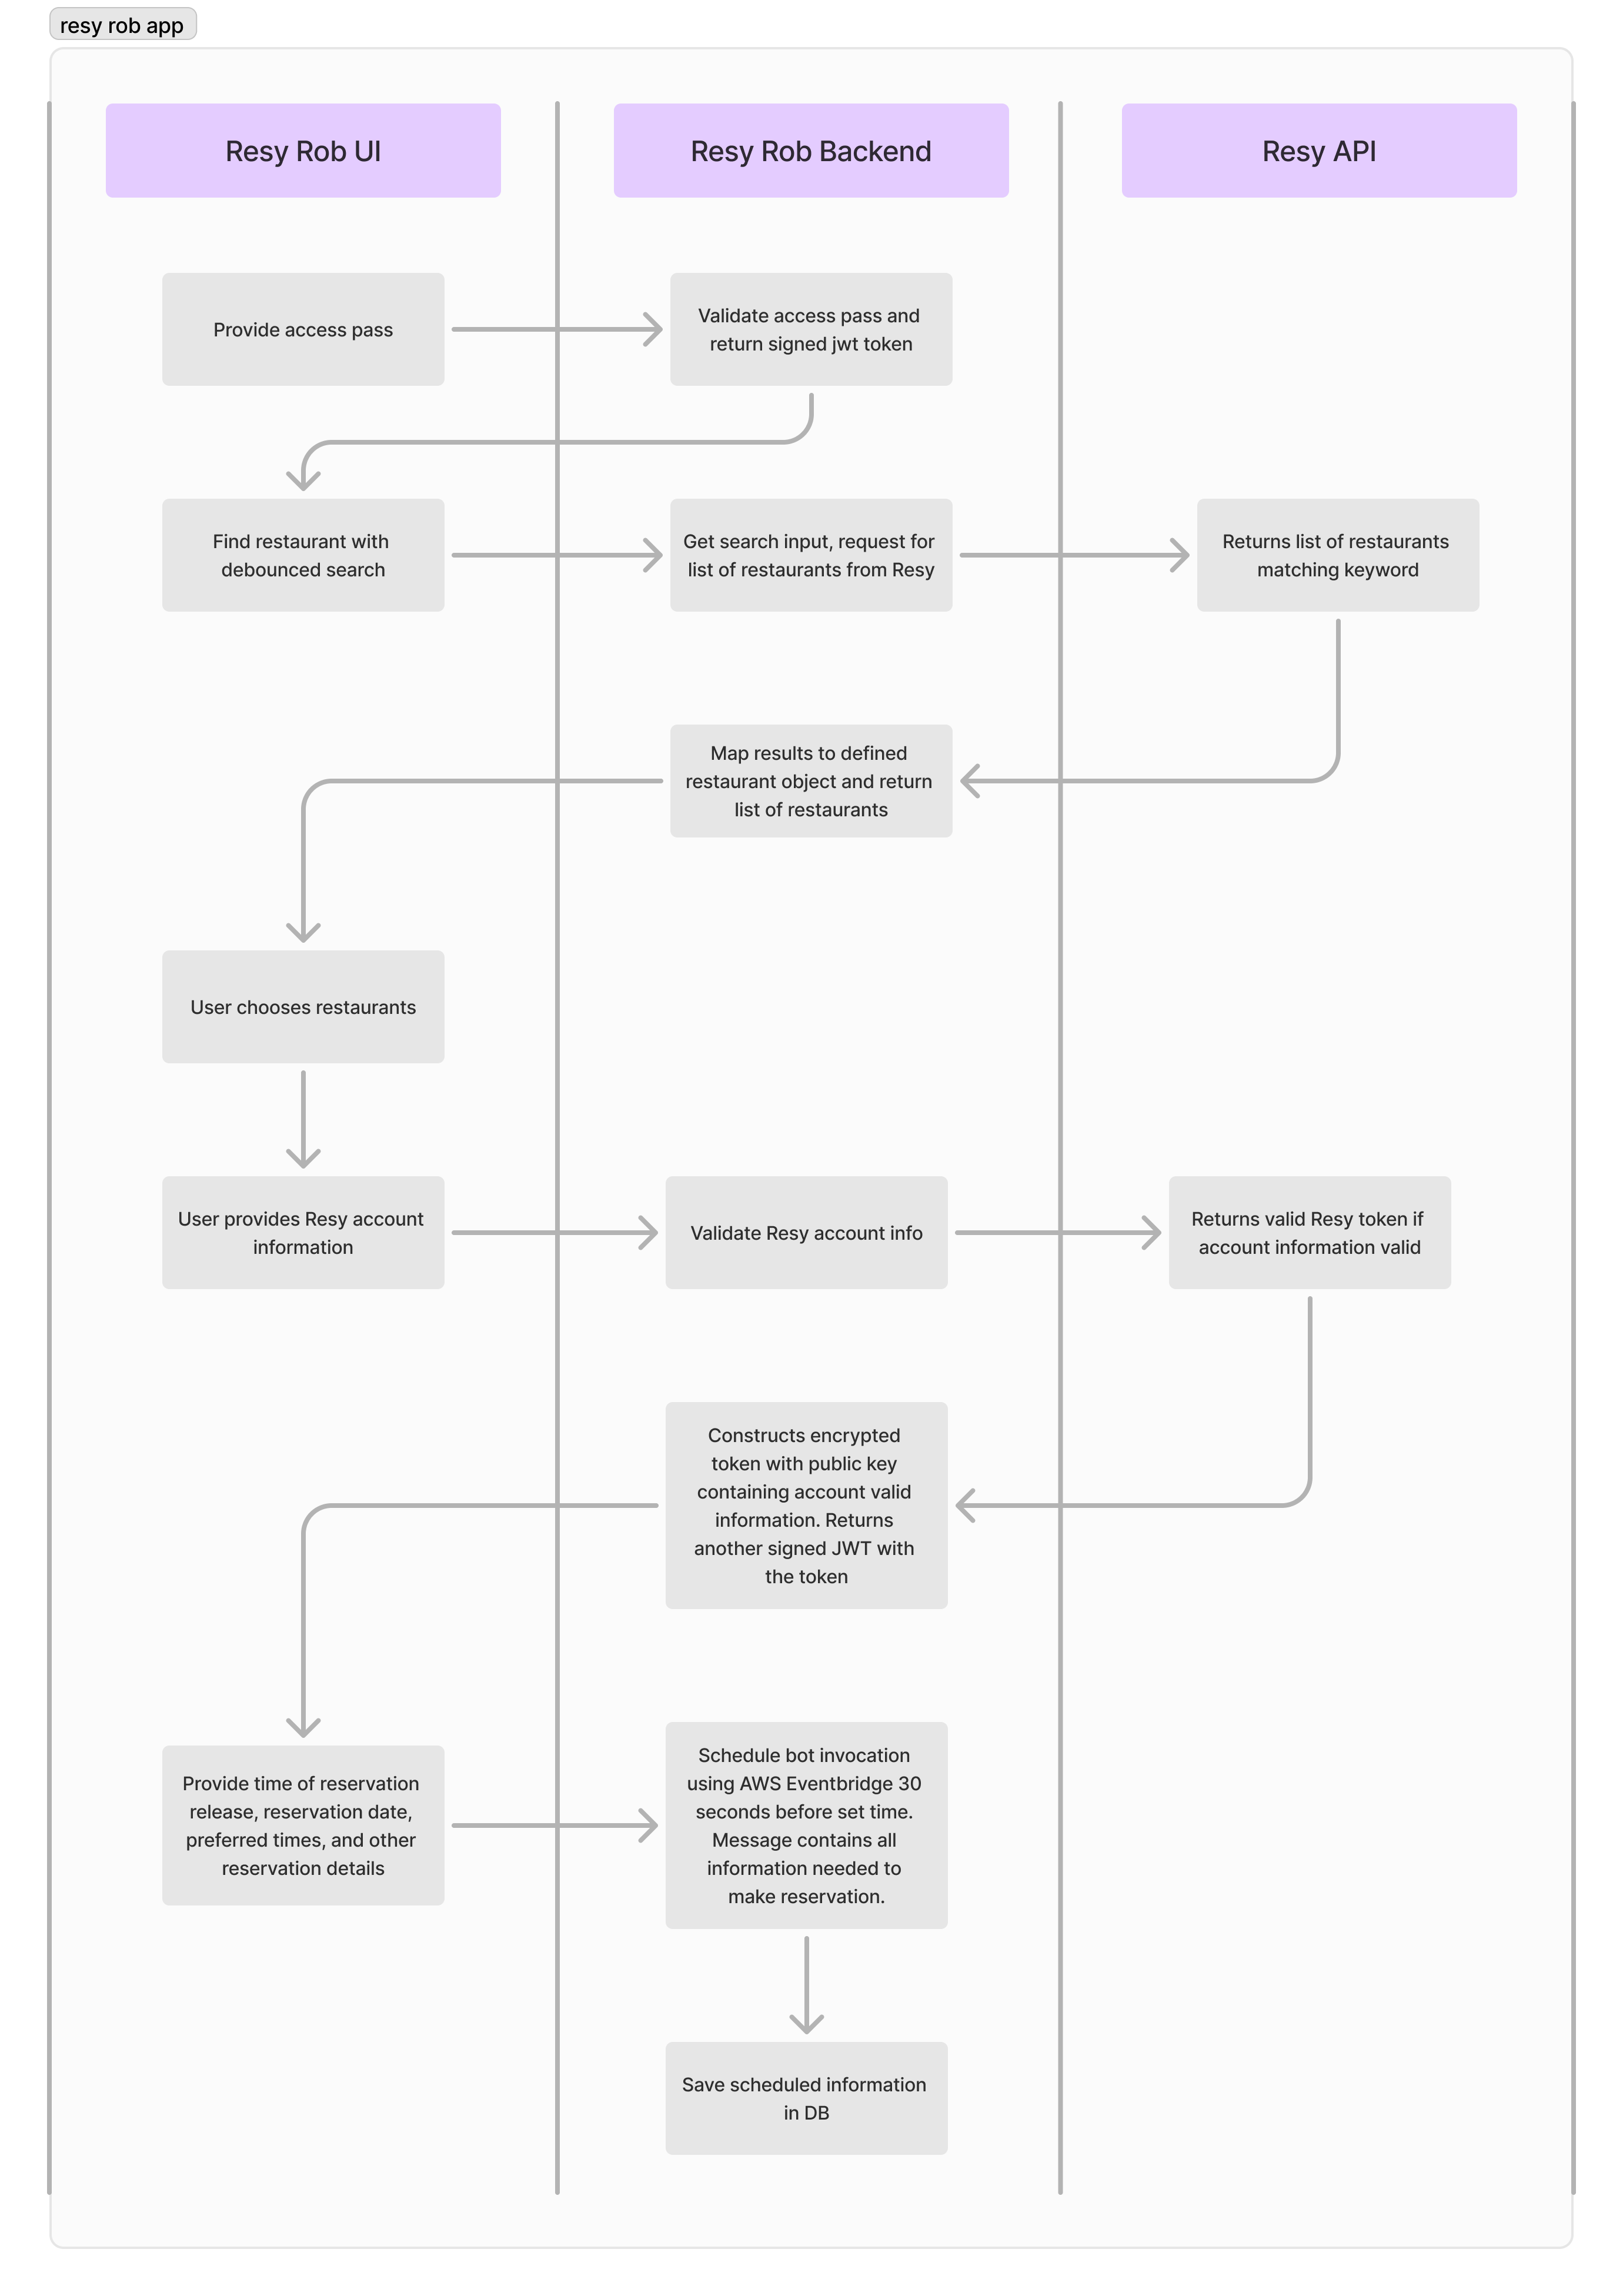 resy rob app
Resy Rob UI
Resy Rob Backend
Resy API
Provide access pass
Validate access pass and
return signed jwt token
Find restaurant with
debounced search
Get search input, request for
list of restaurants from Resy
Returns list of restaurants
matching keyword
Map results to defined
restaurant object and return
list of restaurants
User chooses restaurants
User provides Resy account
information
Validate Resy account info
Returns valid Resy token if
account information valid
Constructs encrypted
token with public key
containing account valid
information. Returns
another signed JWT with
the token
Provide time of reservation
release, reservation date,
preferred times, and other
reservation details
Schedule bot invocation
using AWS Eventbridge 30
seconds before set time.
Message contains all
information needed to
make reservation.
Save scheduled information
in DB